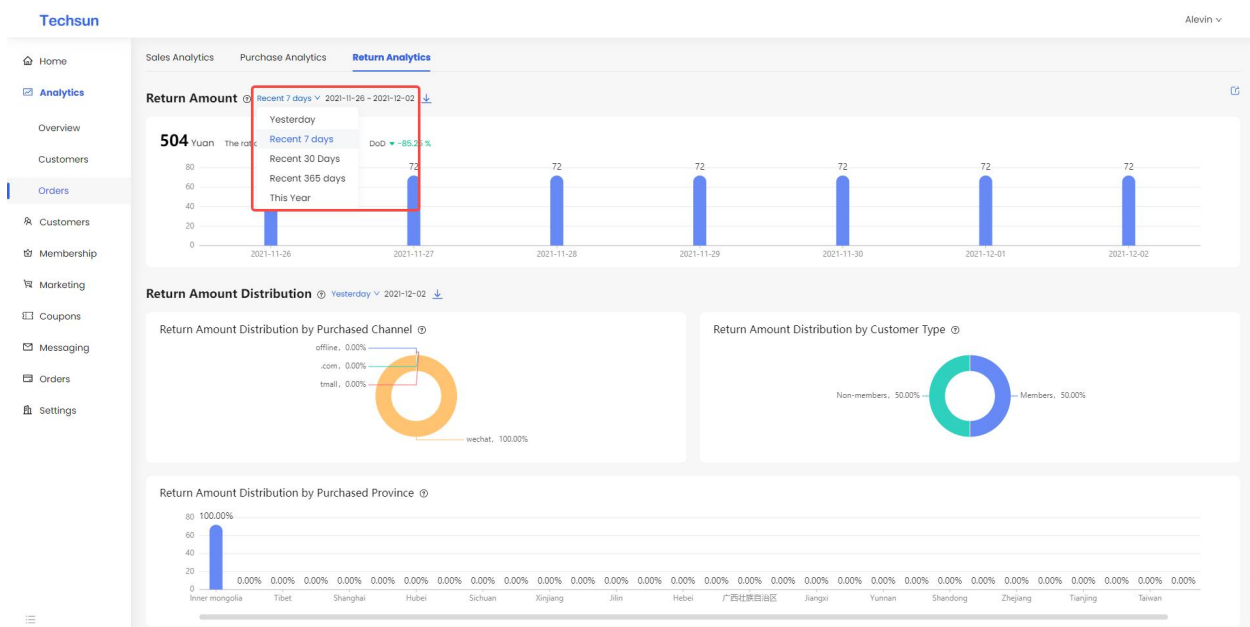 Techsun
Alevin
Home
Analytics
Overview
Customers
Orders
Customers
Membership
Marketing
Coupons
Messaging
Orders
Settings
Sales Analytics Purchase Analytics Return Analytics
Return Amount Recent 7 days 2021-11-26 ~ 2021-12-02
Yesterday
Recent 7 days
Recent 30 Days
Recent 365 days
This Year
504 Yuan The DoD -85.25 %
80
60
40
20
0
72 72 72 72 72 72
2021-11-26 2021-11-27 2021-11-28 2021-11-29 2021-11-30 2021-12-01 2021-12-02
Return Amount Distribution Yesterday 2021-12-02
Return Amount Distribution by Purchased Channel
offline, 0.00%
.com, 0.00%
tmall, 0.00%
wechat, 100.00%
Return Amount Distribution by Customer Type
Non-members, 50.00%
Members, 50.00%
Return Amount Distribution by Purchased Province
80
60
40
20
0
100.00% 0.00% 0.00% 0.00% 0.00% 0.00% 0.00% 0.00% 0.00% 0.00% 0.00% 0.00% 0.00% 0.00% 0.00% 0.00% 0.00% 0.00% 0.00% 0.00% 0.00% 0.00% 0.00% 0.00% 0.00% 0.00% 0.00% 0.00% 0.00% 0.00%
Inner mongolia Tibet Shanghai Hubei Sichuan Xinjiang Jilin Hebei 广西壮族自治区 Jiangxi Yunnan Shandong Zhejiang Tianjing Taiwan